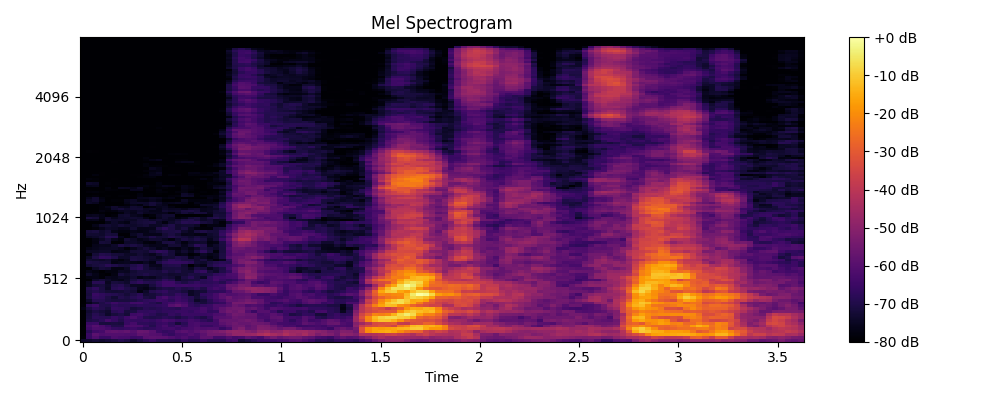 Mel Spectrogram
Hz
4096
2048
1024
512
0
0
0.5
1
1.5
2
2.5
3
3.5
Time
+0 dB
-10 dB
-20 dB
-30 dB
-40 dB
-50 dB
-60 dB
-70 dB
-80 dB